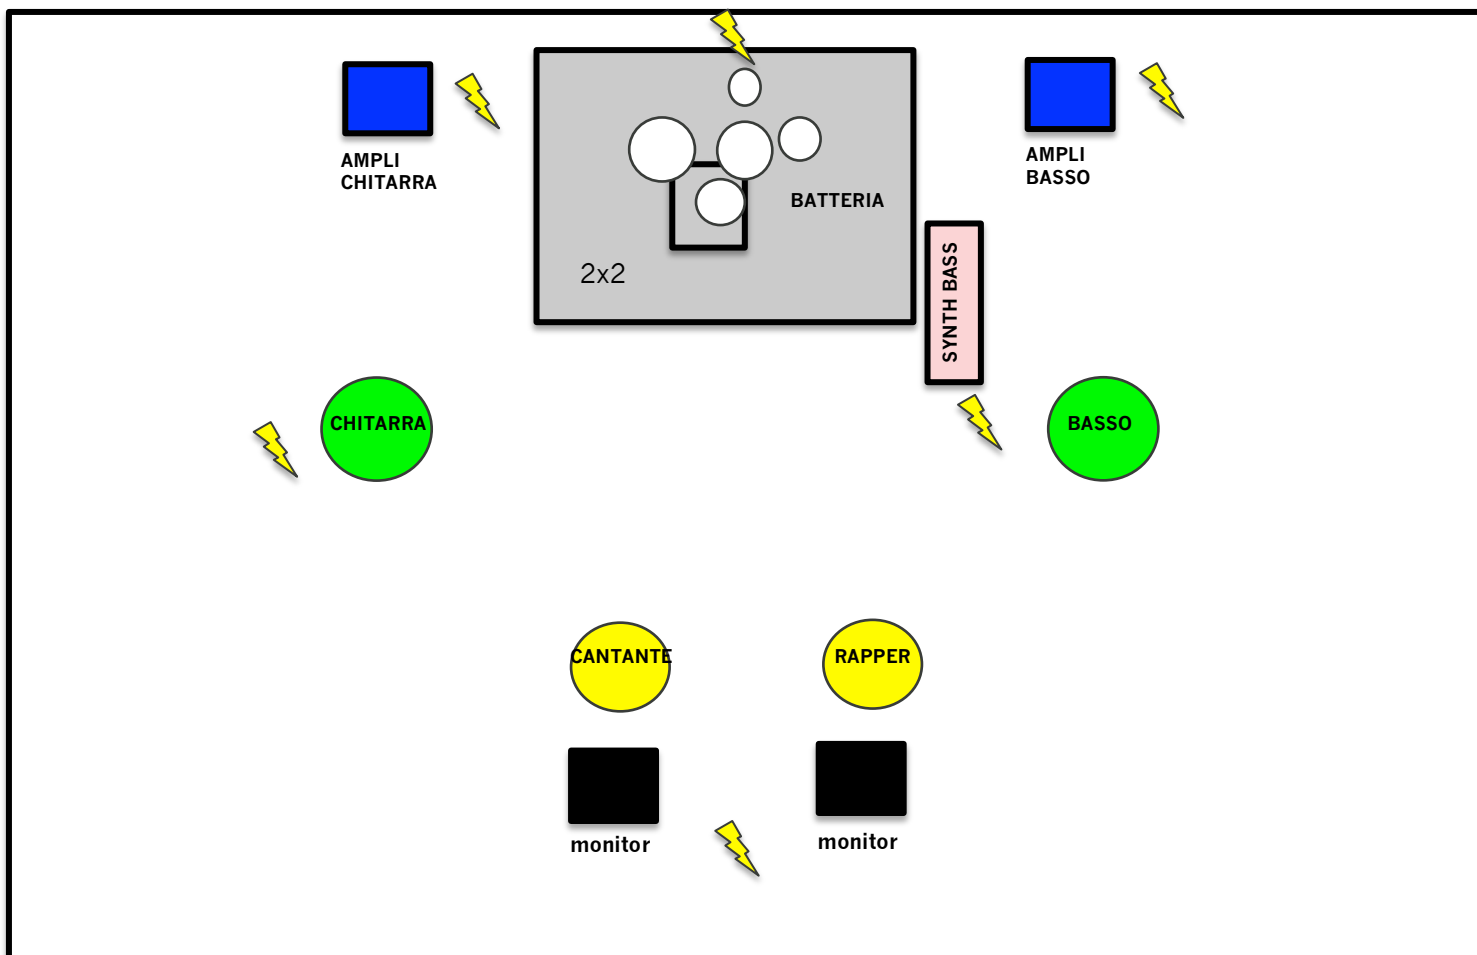 AMPLI
CHITARRA
BATTERIA
2x2
AMPLI
BASSO
SYNTH BASS
CHITARRA
BASSO
CANTANTE
RAPPER
monitor
monitor